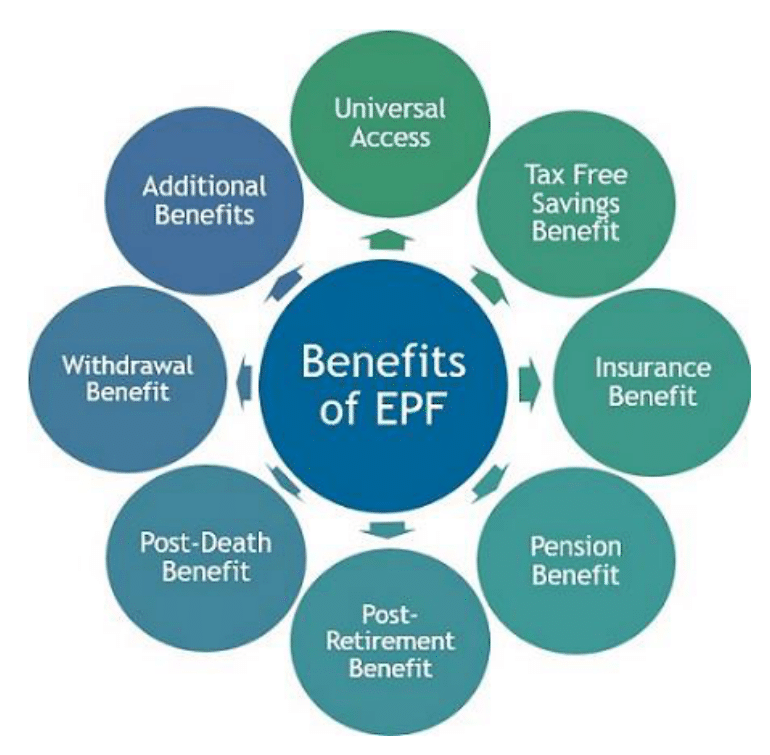 Universal
Access
Tax Free
Savings
Benefit
Insurance
Benefit
Pension
Benefit
Post-
Retirement
Benefit
Post-Death
Benefit
Withdrawal
Benefit
Additional
Benefits
Benefits
of EPF